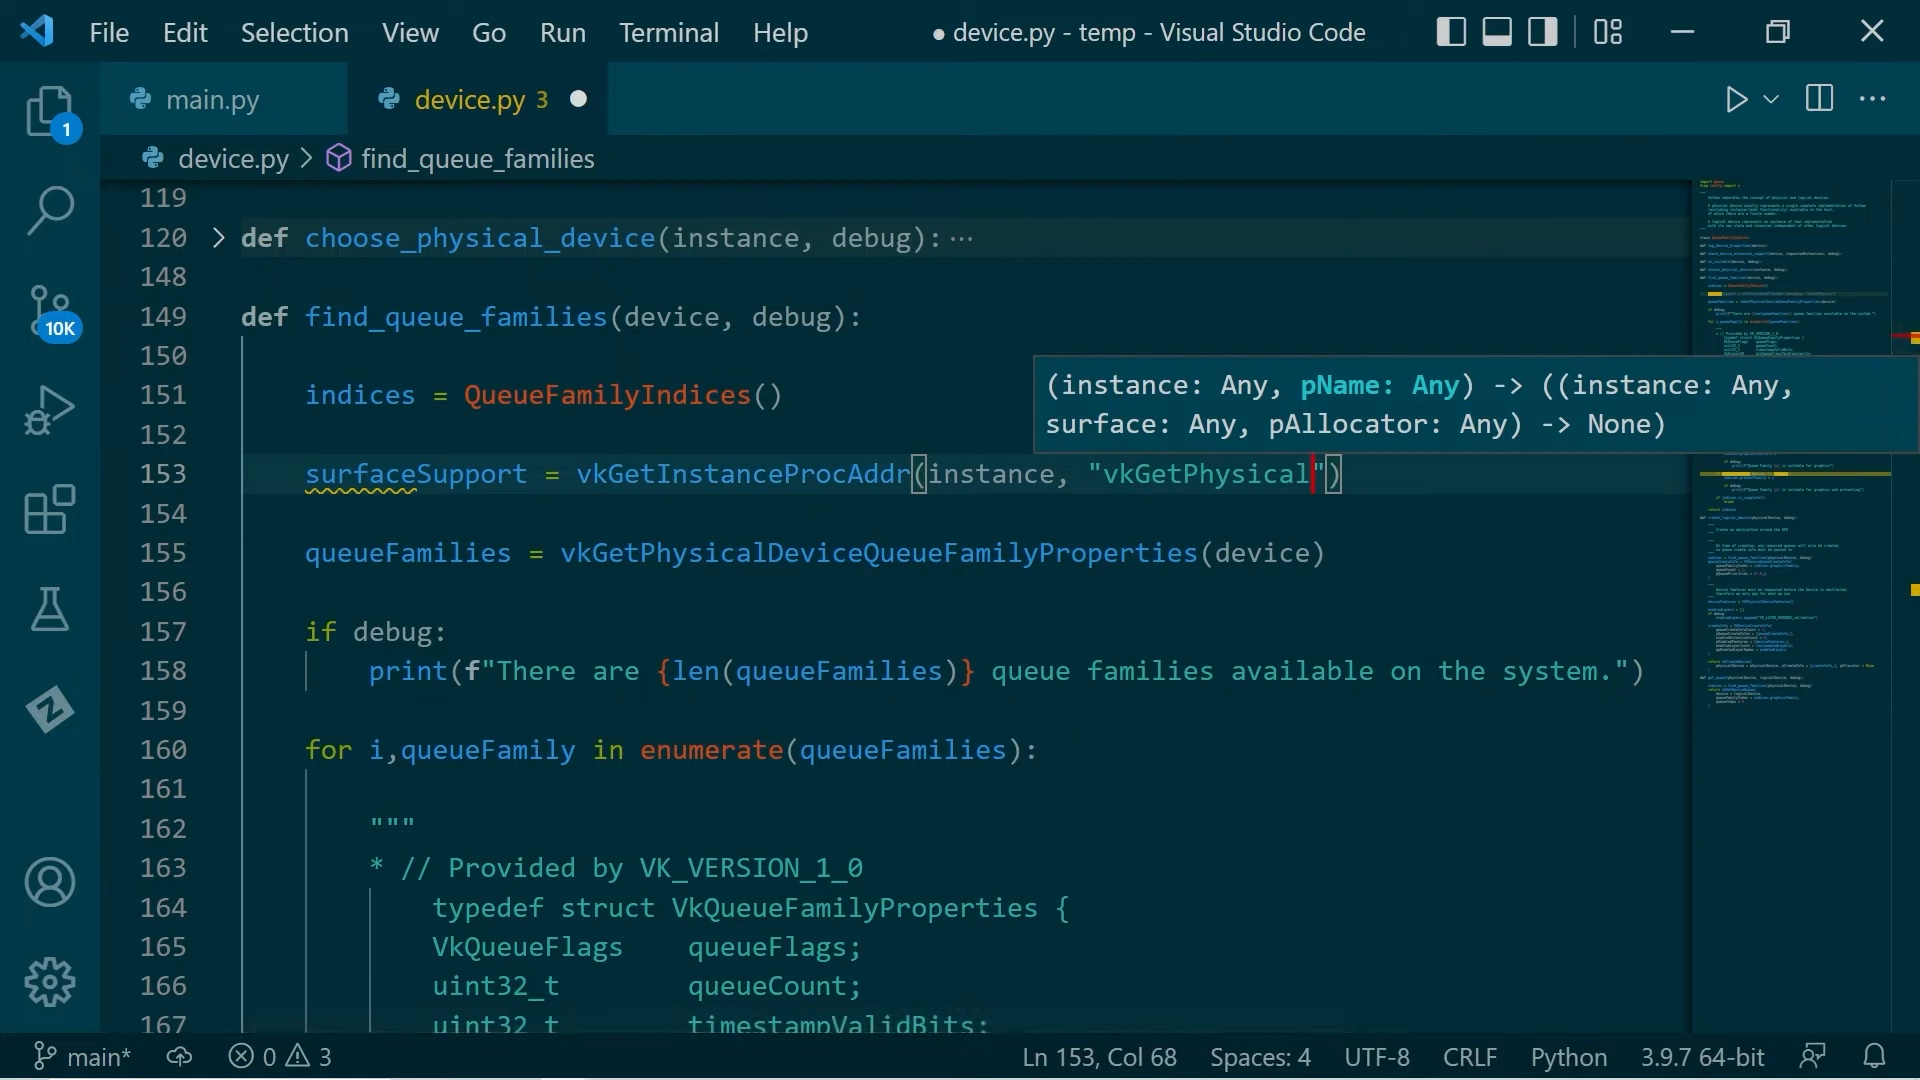 File Edit Selection View Go Run Terminal Help ● device.py - temp - Visual Studio Code
main.py device.py 3
1
device.py > find_queue_families
119
120 > def choose_physical_device(instance, debug):···
148
10K
149 def find_queue_families(device, debug):
150
151 indices = QueueFamilyIndices()
(instance: Any, pName: Any) -> ((instance: Any,
surface: Any, pAllocator: Any) -> None)
152
153 surfaceSupport = vkGetInstanceProcAddr(instance, "vkGetPhysical")
154
155 queueFamilies = vkGetPhysicalDeviceQueueFamilyProperties(device)
156
157 if debug:
158 print(f"There are {len(queueFamilies)} queue families available on the system.")
159
160 for i,queueFamily in enumerate(queueFamilies):
161
162 """
163 * // Provided by VK_VERSION_1_0
164 typedef struct VkQueueFamilyProperties {
165 VkQueueFlags queueFlags;
166 uint32_t queueCount;
167 uint32_t timestampValidBits;
main* 0 3 Ln 153, Col 68 Spaces: 4 UTF-8 CRLF Python 3.9.7 64-bit